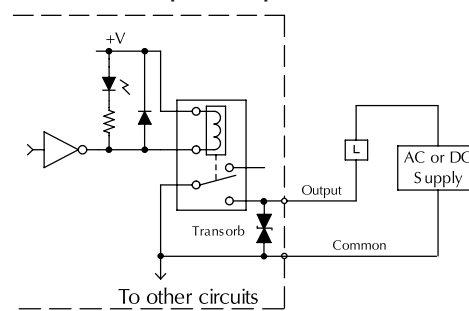 +V
L
AC or DC
Supply
Output
Transorb
Common
To other circuits